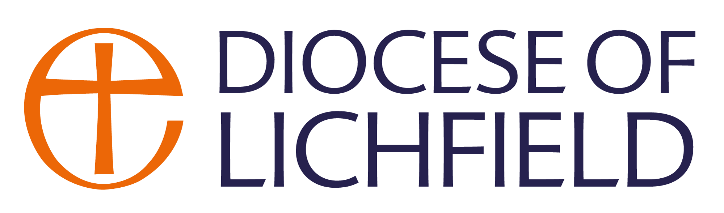 DIOCESE OF
LICHFIELD